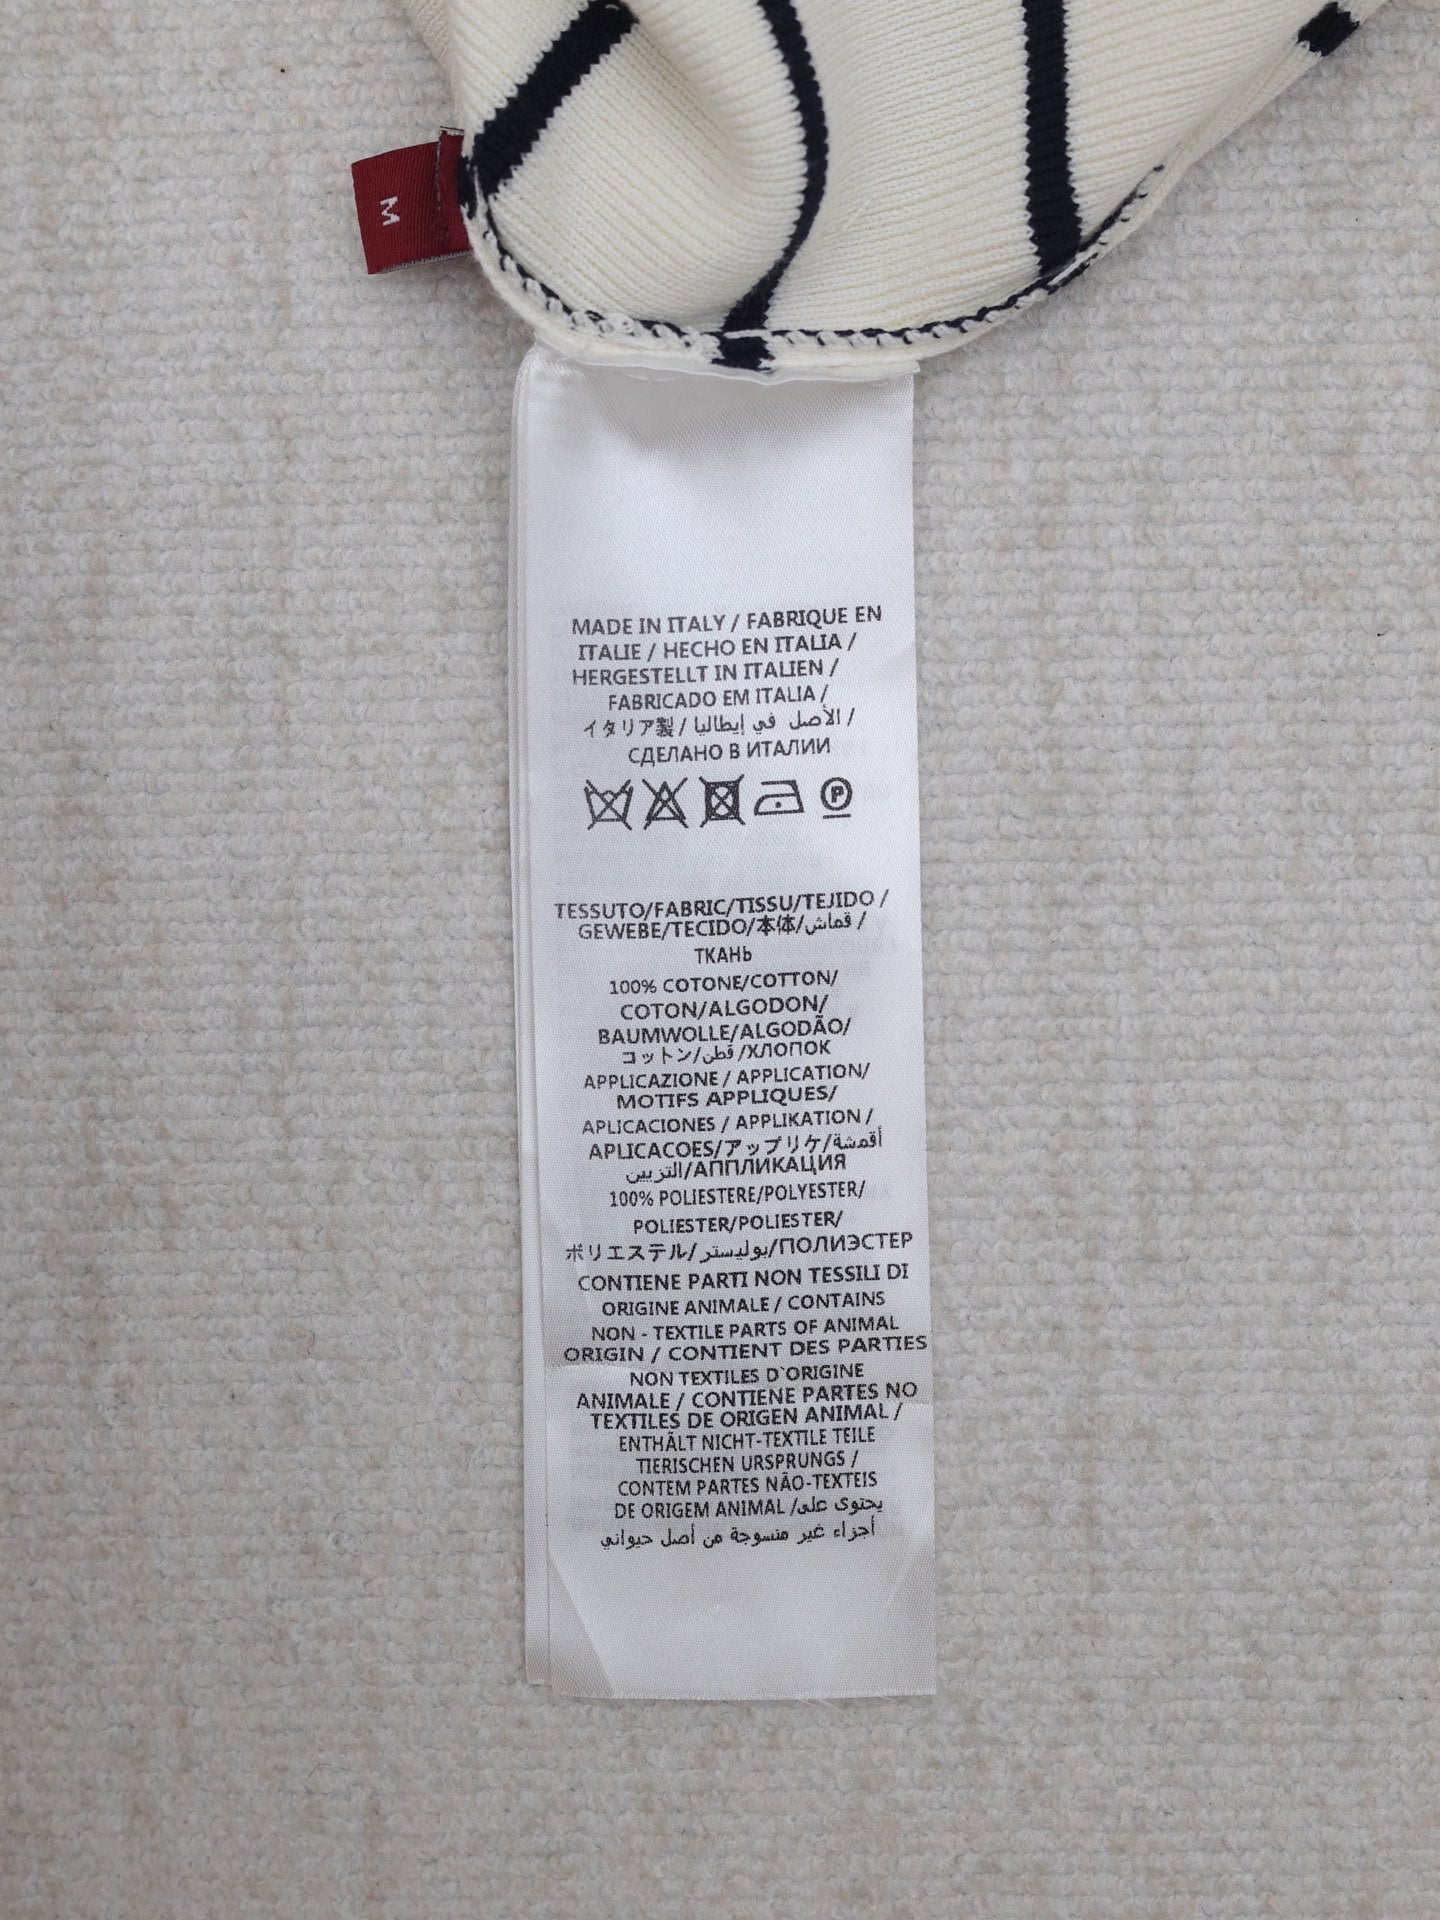 M
MADE IN ITALY / FABRIQUE EN
ITALIE / HECHO EN ITALIA /
HERGESTELLT IN ITALIEN /
FABRICADO EM ITALIA /
イタリア製 / الأصل في إيطاليا /
СДЕЛАНО В ИТАЛИИ
P
TESSUTO/FABRIC/TISSU/TEJIDO /
GEWEBE/TECIDO/本体/قماش /
ТКАНЬ
100% COTONE/COTTON/
COTON/ALGODON/
BAUMWOLLE/ALGODÃO/
コットン/قطن /ХЛОПОК
APPLICAZIONE / APPLICATION/
MOTIFS APPLIQUES/
APLICACIONES / APPLIKATION /
APLICACOES/アップリケ/أقمشة
التزيين/АППЛИКАЦИЯ
100% POLIESTERE/POLYESTER/
POLIESTER/POLIESTER/
ポリエステル/بوليستر/ПОЛИЭСТЕР
CONTIENE PARTI NON TESSILI DI
ORIGINE ANIMALE / CONTAINS
NON - TEXTILE PARTS OF ANIMAL
ORIGIN / CONTIENT DES PARTIES
NON TEXTILES D`ORIGINE
ANIMALE / CONTIENE PARTES NO
TEXTILES DE ORIGEN ANIMAL /
ENTHÄLT NICHT-TEXTILE TEILE
TIERISCHEN URSPRUNGS /
CONTEM PARTES NÃO-TEXTEIS
DE ORIGEM ANIMAL /يحتوى على
أجزاء غير منسوجة من أصل حيواني